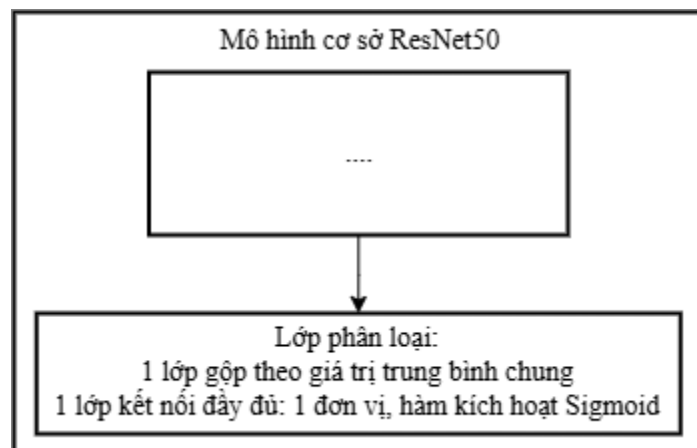 Mô hình cơ sở ResNet50
----
Lớp phân loại:
1 lớp gộp theo giá trị trung bình chung
1 lớp kết nối đầy đủ: 1 đơn vị, hàm kích hoạt Sigmoid